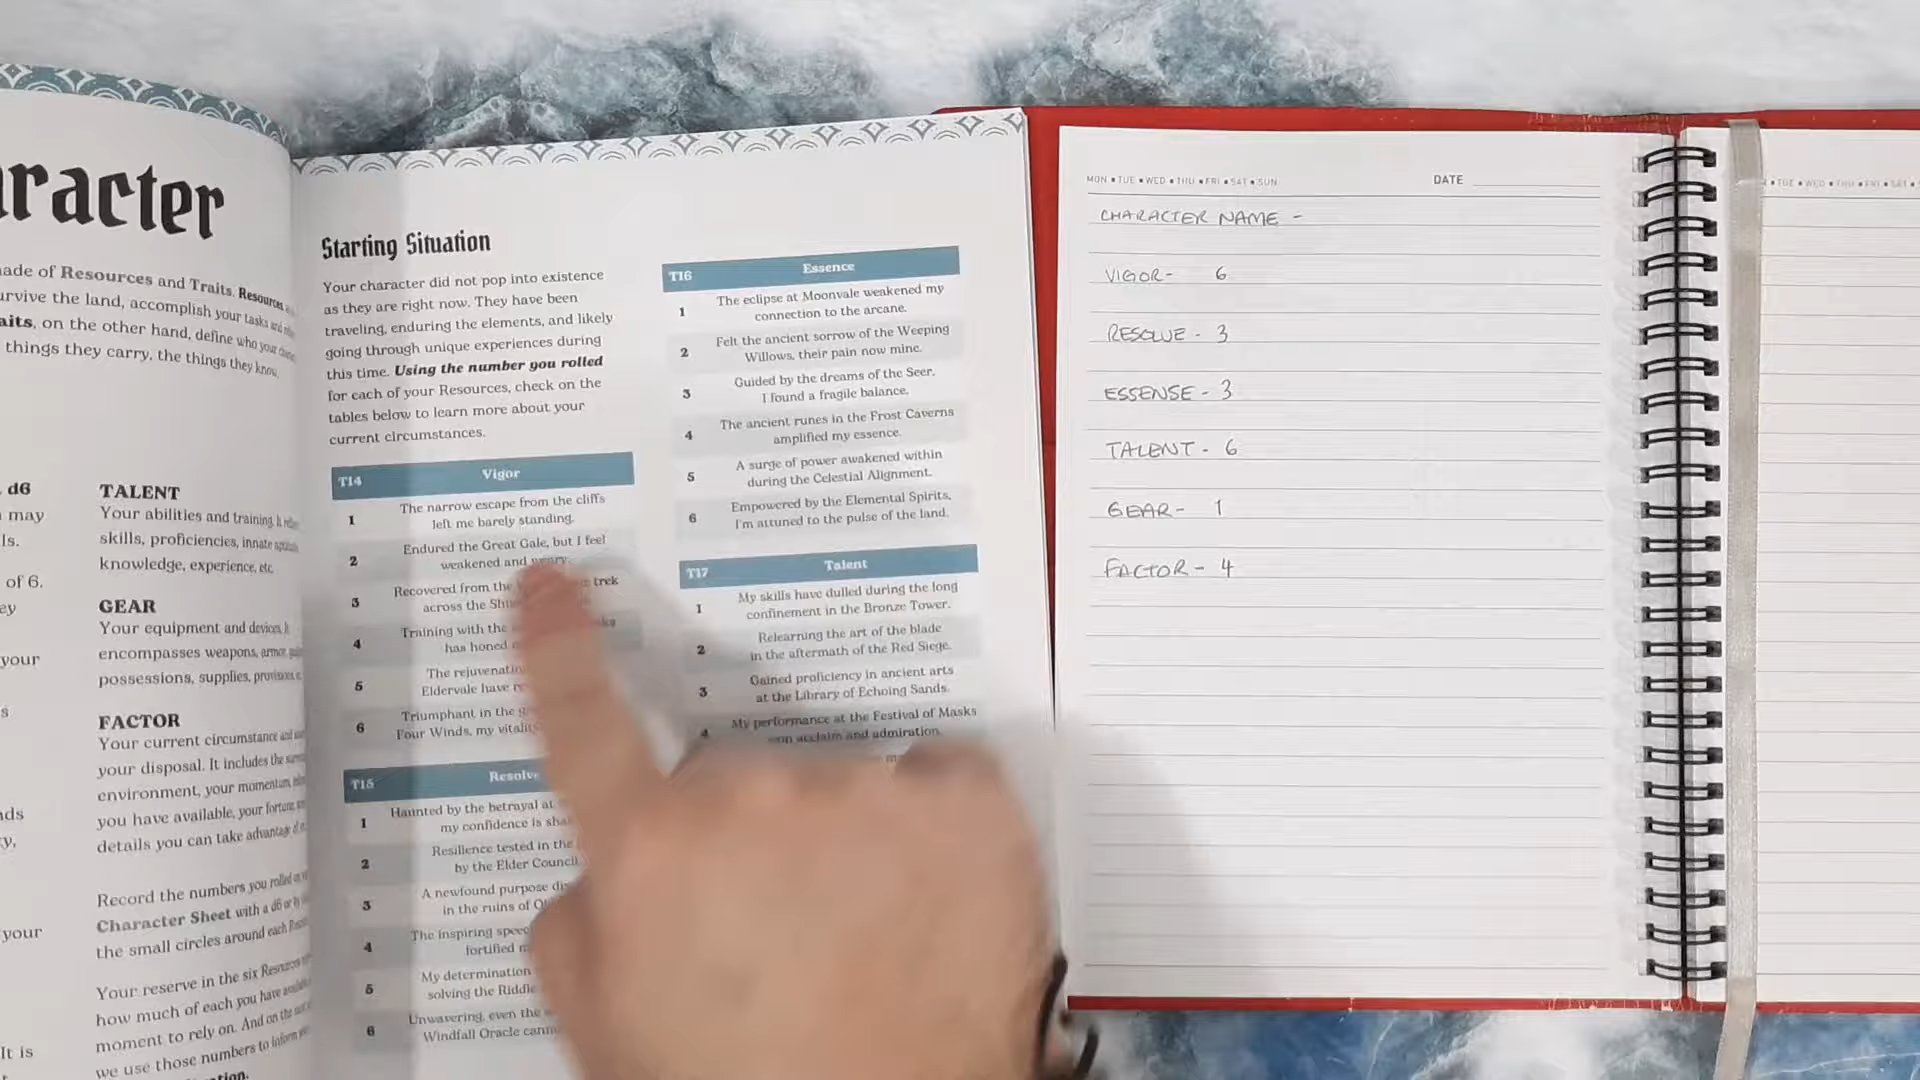 aracter
ade of Resources and Traits. Resources
urvive the land, accomplish your tasks and
aits, on the other hand, define who your
things they carry, the things they know,
d6
may
ls.
of 6.
ey
your
s
nds
y,
your
It is
TALENT
Your abilities and training. It
skills, proficiencies, innate
knowledge, experience, etc.
GEAR
Your equipment and devices. It
encompasses weapons, armor,
possessions, supplies, provisions,
FACTOR
Your current circumstance and
your disposal. It includes the
environment, your momentum,
you have available, your fortune,
details you can take advantage of
Record the numbers you rolled on
Character Sheet with a d6 or by
the small circles around each
Your reserve in the six Resources
how much of each you have
moment to rely on. And on the
we use those numbers to inform
Starting Situation
Your character did not pop into existence
as they are right now. They have been
traveling, enduring the elements, and likely
going through unique experiences during
this time. Using the number you rolled
for each of your Resources, check on the
tables below to learn more about your
current circumstances.
T14 Vigor
1 The narrow escape from the cliffs
left me barely standing.
2 Endured the Great Gale, but I feel
weakened and weary.
3 Recovered from the trek
across the
4 Training with the
has honed
5 The
Eldervale have
6 Triumphant in the
Four Winds, my vitality
T15 Resolve
1 Haunted by the betrayal at
my confidence is
2 Resilience tested in the
by the Elder Council
3 A newfound purpose
in the ruins of
4 The inspiring
fortified
5 My determination
solving the Riddle
6 Unwavering, even the
Windfall Oracle
T16 Essence
1 The eclipse at Moonvale weakened my
connection to the arcane.
2 Felt the ancient sorrow of the Weeping
Willows, their pain now mine.
3 Guided by the dreams of the Seer,
I found a fragile balance.
4 The ancient runes in the Frost Caverns
amplified my essence.
5 A surge of power awakened within
during the Celestial Alignment.
6 Empowered by the Elemental Spirits,
I'm attuned to the pulse of the land.
T17 Talent
1 My skills have dulled during the long
confinement in the Bronze Tower.
2 Relearning the art of the blade
in the aftermath of the Red Siege.
3 Gained proficiency in ancient arts
at the Library of Echoing Sands.
4 My performance at the Festival of Masks
acclaim and admiration.
MON ▪ TUE ▪ WED ▪ THU ▪ FRI ▪ SAT ▪ SUN DATE
CHARACTER NAME -
VIGOR- 6
RESOLVE - 3
ESSENSE - 3
TALENT - 6
GEAR- 1
FACTOR - 4
▪ TUE ▪ WED ▪ THU ▪ FRI ▪ SAT ▪